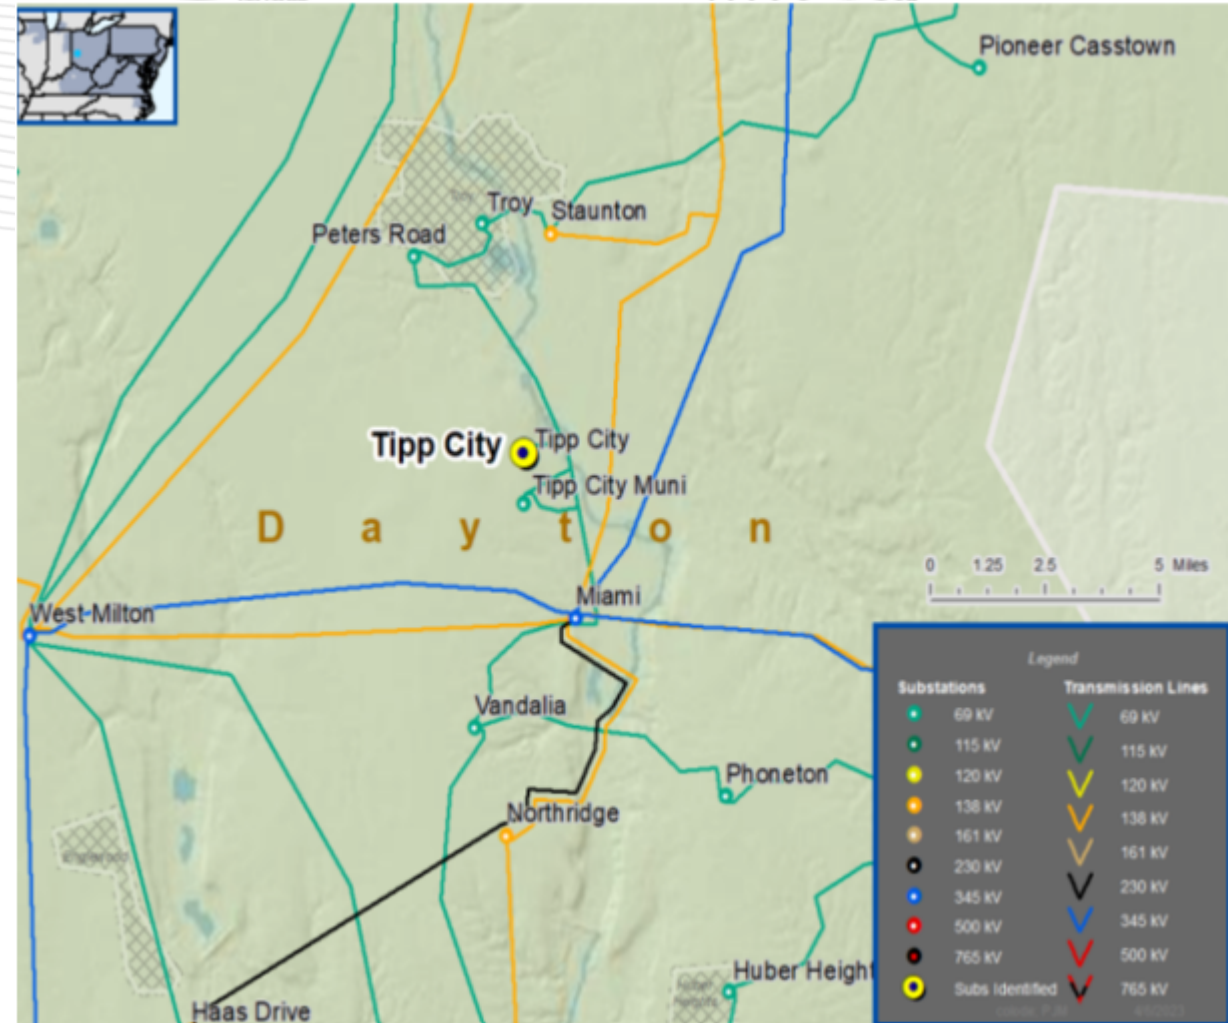 Pioneer Casstown
Troy
Staunton
Peters Road
Tipp City
Tipp City
Tipp City Muni
Dayton
0 1.25 2.5 5 Miles
Miami
West Milton
Vandalia
Phoneton
Northridge
Huber Height
Haas Drive
Legend
Substations
69 kV
115 kV
120 kV
138 kV
161 kV
230 kV
345 kV
500 kV
765 kV
Subs Identified
Transmission Lines
69 kV
115 kV
120 kV
138 kV
161 kV
230 kV
345 kV
500 kV
765 kV